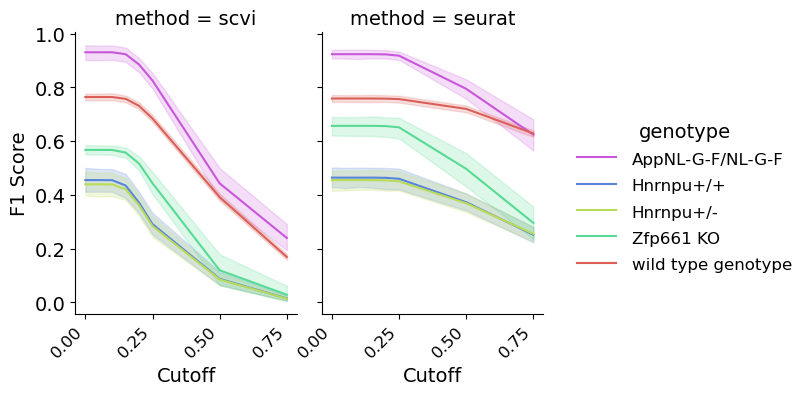 method = scvi
method = seurat
F1 Score
1.0
0.8
0.6
0.4
0.2
0.0
0.00
0.25
0.50
0.75
Cutoff
0.00
0.25
0.50
0.75
Cutoff
genotype
AppNL-G-F/NL-G-F
Hnrnpu+/+
Hnrnpu+/-
Zfp661 KO
wild type genotype